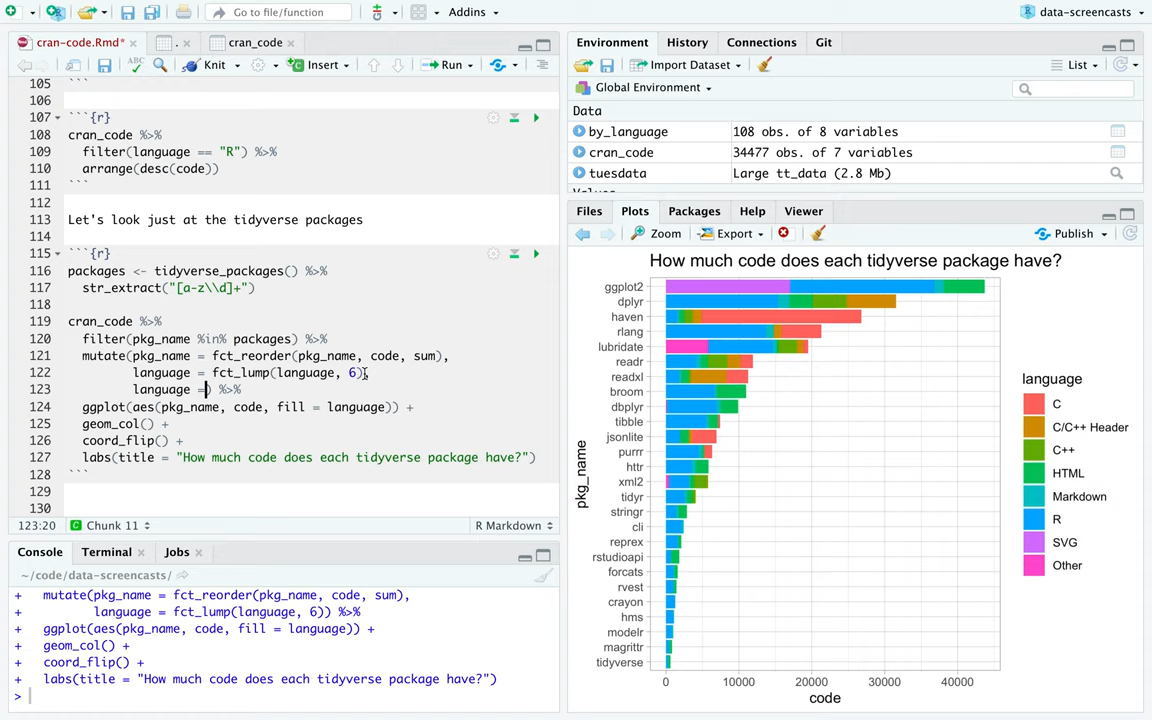 Go to file/function
Addins
data-screencasts
cran-code.Rmd*
.
cran_code
Knit
Insert
Run
105 ```
106
107 ```{r}
108 cran_code %>%
109 filter(language == "R") %>%
110 arrange(desc(code))
111 ```
112
113 Let's look just at the tidyverse packages
114
115 ```{r}
116 packages <- tidyverse_packages() %>%
117 str_extract("[a-z\\d]+")
118
119 cran_code %>%
120 filter(pkg_name %in% packages) %>%
121 mutate(pkg_name = fct_reorder(pkg_name, code, sum),
122 language = fct_lump(language, 6),
123 language =) %>%
124 ggplot(aes(pkg_name, code, fill = language)) +
125 geom_col() +
126 coord_flip() +
127 labs(title = "How much code does each tidyverse package have?")
128 ```
129
130
123:20 Chunk 11 R Markdown
Console Terminal Jobs
~/code/data-screencasts/
+ mutate(pkg_name = fct_reorder(pkg_name, code, sum),
+ language = fct_lump(language, 6)) %>%
+ ggplot(aes(pkg_name, code, fill = language)) +
+ geom_col() +
+ coord_flip() +
+ labs(title = "How much code does each tidyverse package have?")
>
Environment History Connections Git
Import Dataset List
Global Environment
Data
by_language 108 obs. of 8 variables
cran_code 34477 obs. of 7 variables
tuesdata Large tt_data (2.8 Mb)
Files Plots Packages Help Viewer
Zoom Export Publish
How much code does each tidyverse package have?
pkg_name
ggplot2
dplyr
haven
rlang
lubridate
readr
readxl
broom
dbplyr
tibble
jsonlite
purrr
httr
xml2
tidyr
stringr
cli
reprex
rstudioapi
forcats
rvest
crayon
hms
modelr
magrittr
tidyverse
0 10000 20000 30000 40000
code
language
C
C/C++ Header
C++
HTML
Markdown
R
SVG
Other